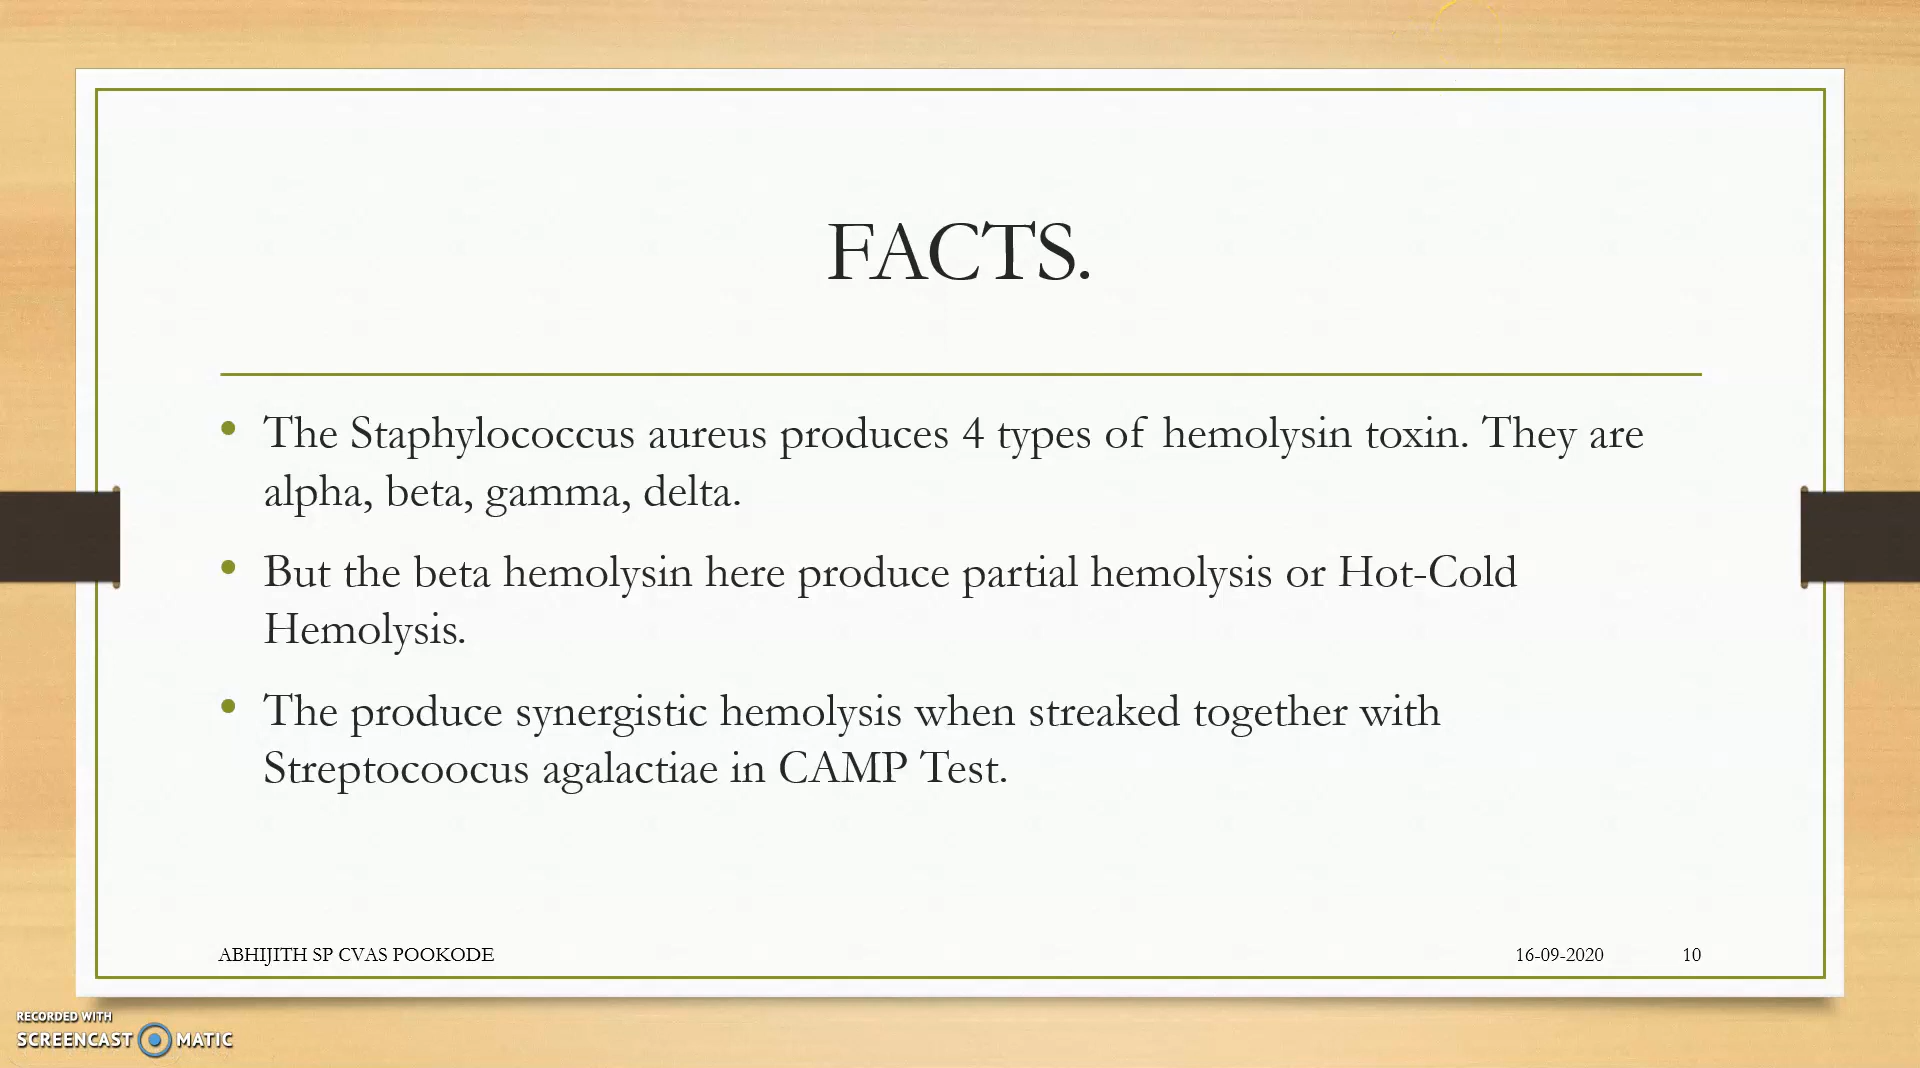 FACTS.
• The Staphylococcus aureus produces 4 types of hemolysin toxin. They are
alpha, beta, gamma, delta.
• But the beta hemolysin here produce partial hemolysis or Hot-Cold
Hemolysis.
• The produce synergistic hemolysis when streaked together with
Streptocoocus agalactiae in CAMP Test.
ABHIJITH SP CVAS POOKODE 16-09-2020 10
RECORDED WITH
SCREENCAST MATIC